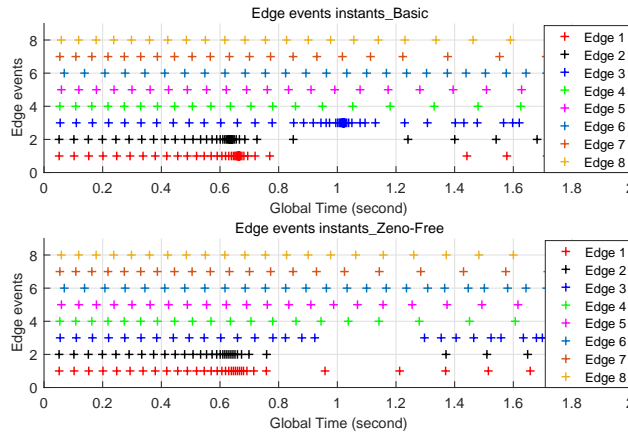 Edge events instants_Basic
Edge events
8
6
4
2
0
0 0.2 0.4 0.6 0.8 1 1.2 1.4 1.6 1.8 2
Global Time (second)
Edge 1
Edge 2
Edge 3
Edge 4
Edge 5
Edge 6
Edge 7
Edge 8
Edge events instants_Zeno-Free
Edge events
8
6
4
2
0
0 0.2 0.4 0.6 0.8 1 1.2 1.4 1.6 1.8 2
Global Time (second)
Edge 1
Edge 2
Edge 3
Edge 4
Edge 5
Edge 6
Edge 7
Edge 8